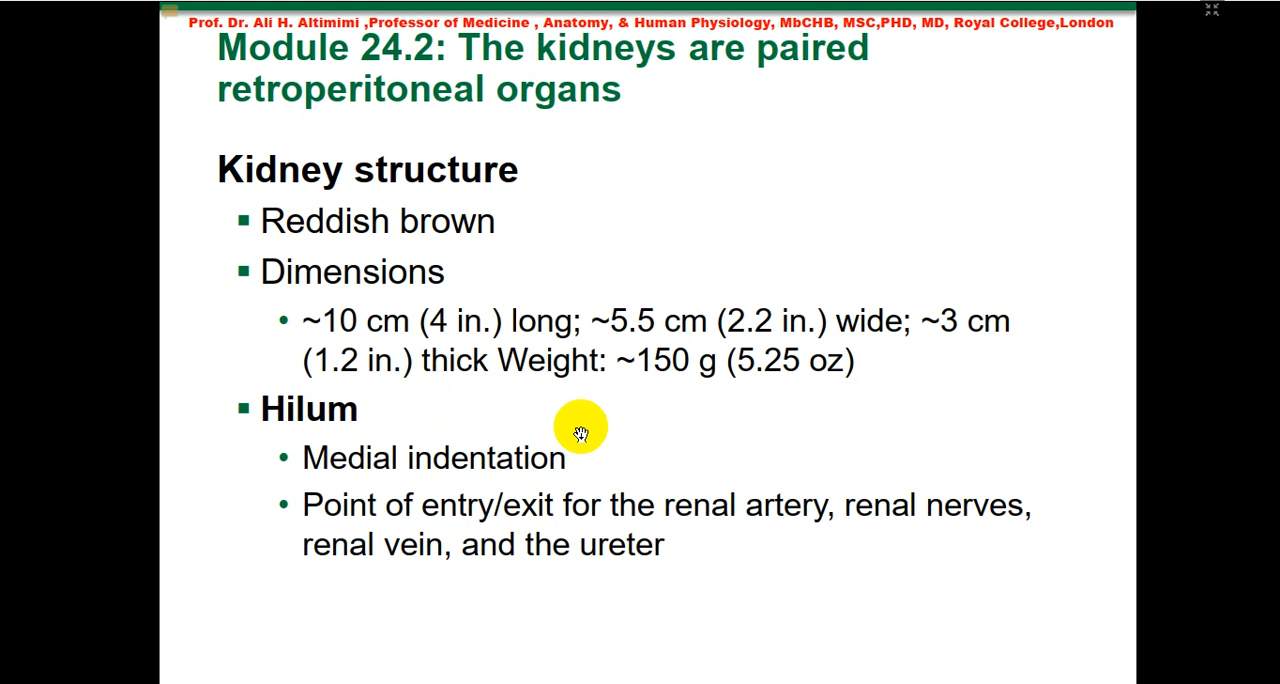 Prof. Dr. Ali H. Altimimi ,Professor of Medicine , Anatomy, & Human Physiology, MbCHB, MSC,PHD, MD, Royal College,London
Module 24.2: The kidneys are paired
retroperitoneal organs
Kidney structure
▪ Reddish brown
▪ Dimensions
• ~10 cm (4 in.) long; ~5.5 cm (2.2 in.) wide; ~3 cm
(1.2 in.) thick Weight: ~150 g (5.25 oz)
▪ Hilum
• Medial indentation
• Point of entry/exit for the renal artery, renal nerves,
renal vein, and the ureter